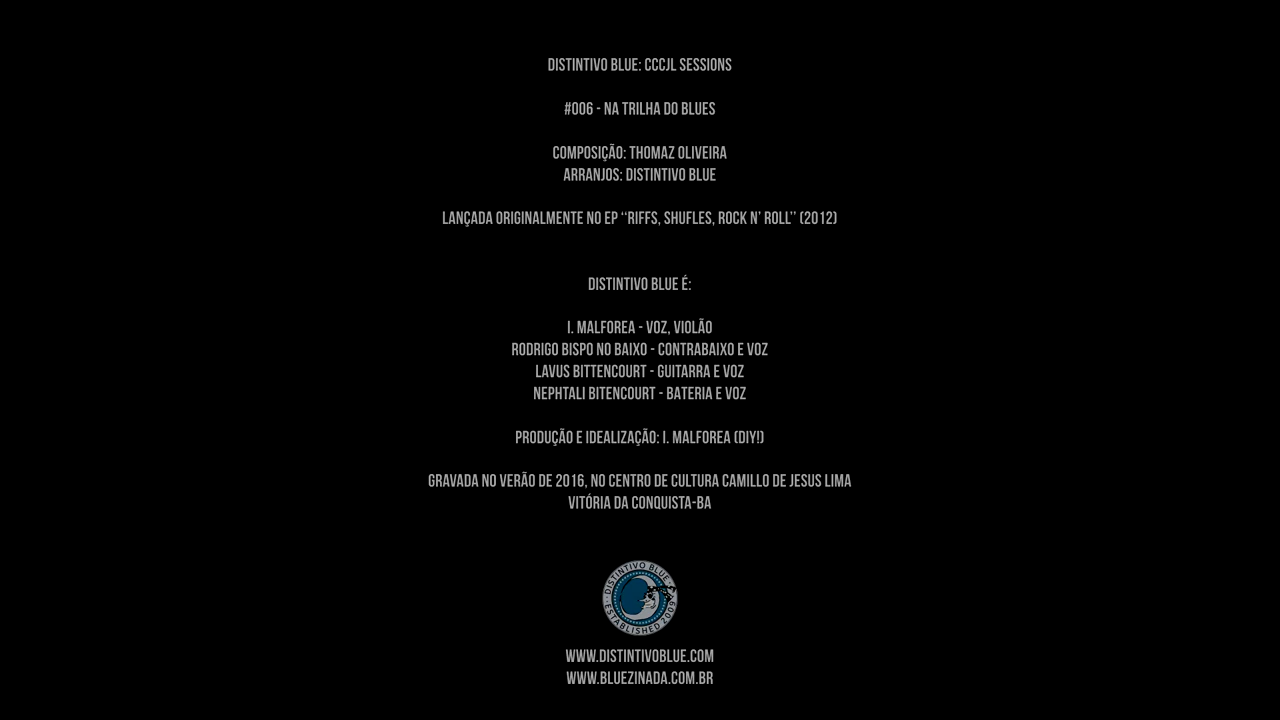 DISTINTIVO BLUE: CCCJL SESSIONS
#006 - NA TRILHA DO BLUES
COMPOSIÇÃO: THOMAZ OLIVEIRA
ARRANJOS: DISTINTIVO BLUE
LANÇADA ORIGINALMENTE NO EP “RIFFS, SHUFLES, ROCK N’ ROLL” (2012)
DISTINTIVO BLUE É:
I. MALFOREA - VOZ, VIOLÃO
RODRIGO BISPO NO BAIXO - CONTRABAIXO E VOZ
LAVUS BITTENCOURT - GUITARRA E VOZ
NEPHTALI BITENCOURT - BATERIA E VOZ
PRODUÇÃO E IDEALIZAÇÃO: I. MALFOREA (DIY!)
GRAVADA NO VERÃO DE 2016, NO CENTRO DE CULTURA CAMILLO DE JESUS LIMA
VITÓRIA DA CONQUISTA-BA
DISTINTIVO BLUE
ESTABLISHED 2005
WWW.DISTINTIVOBLUE.COM
WWW.BLUEZINADA.COM.BR